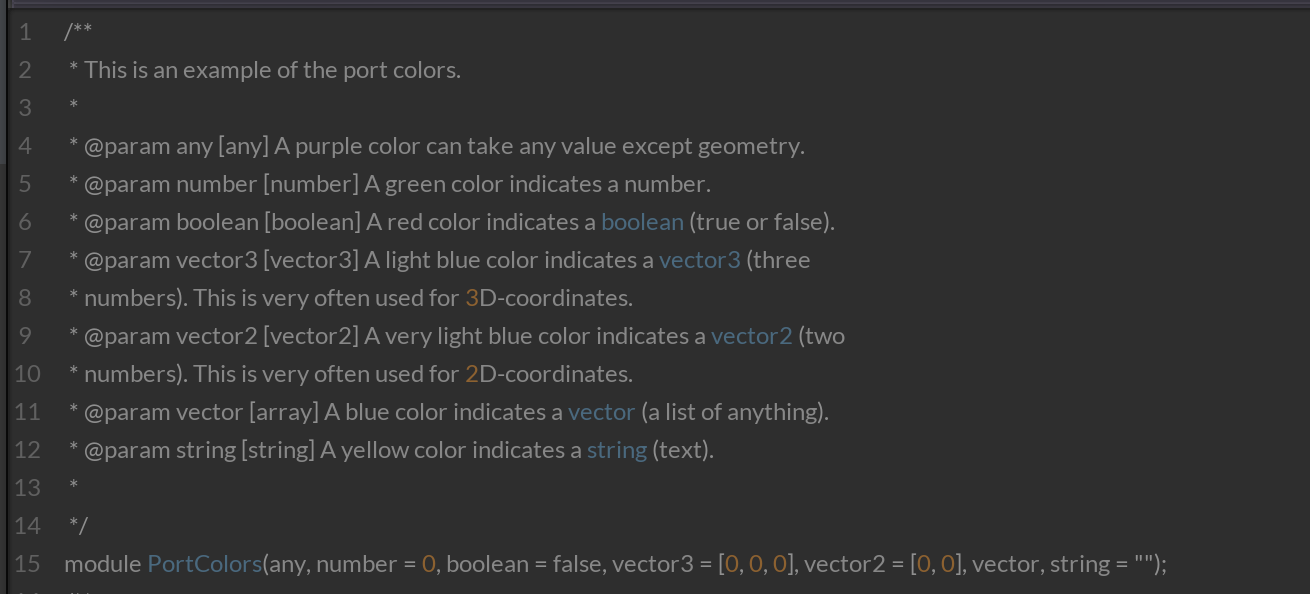 1 /**
2 * This is an example of the port colors.
3 *
4 * @param any [any] A purple color can take any value except geometry.
5 * @param number [number] A green color indicates a number.
6 * @param boolean [boolean] A red color indicates a boolean (true or false).
7 * @param vector3 [vector3] A light blue color indicates a vector3 (three
8 * numbers). This is very often used for 3D-coordinates.
9 * @param vector2 [vector2] A very light blue color indicates a vector2 (two
10 * numbers). This is very often used for 2D-coordinates.
11 * @param vector [array] A blue color indicates a vector (a list of anything).
12 * @param string [string] A yellow color indicates a string (text).
13 *
14 */
15 module PortColors(any, number = 0, boolean = false, vector3 = [0, 0, 0], vector2 = [0, 0], vector, string = "");